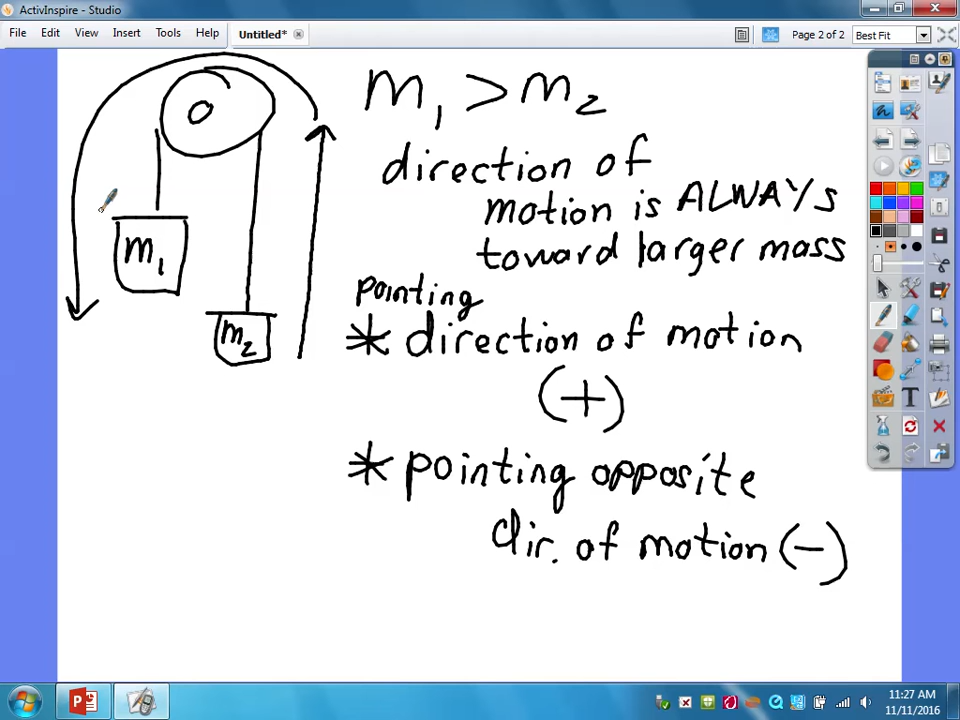 ActivInspire - Studio
File Edit View Insert Tools Help Untitled* Page 2 of 2 Best Fit
m1 > m2
direction of
motion is ALWAYS
toward larger mass
pointing
* direction of motion
(+)
* pointing opposite
dir. of motion (-)
m1
m2
T
P
11:27 AM
11/11/2016